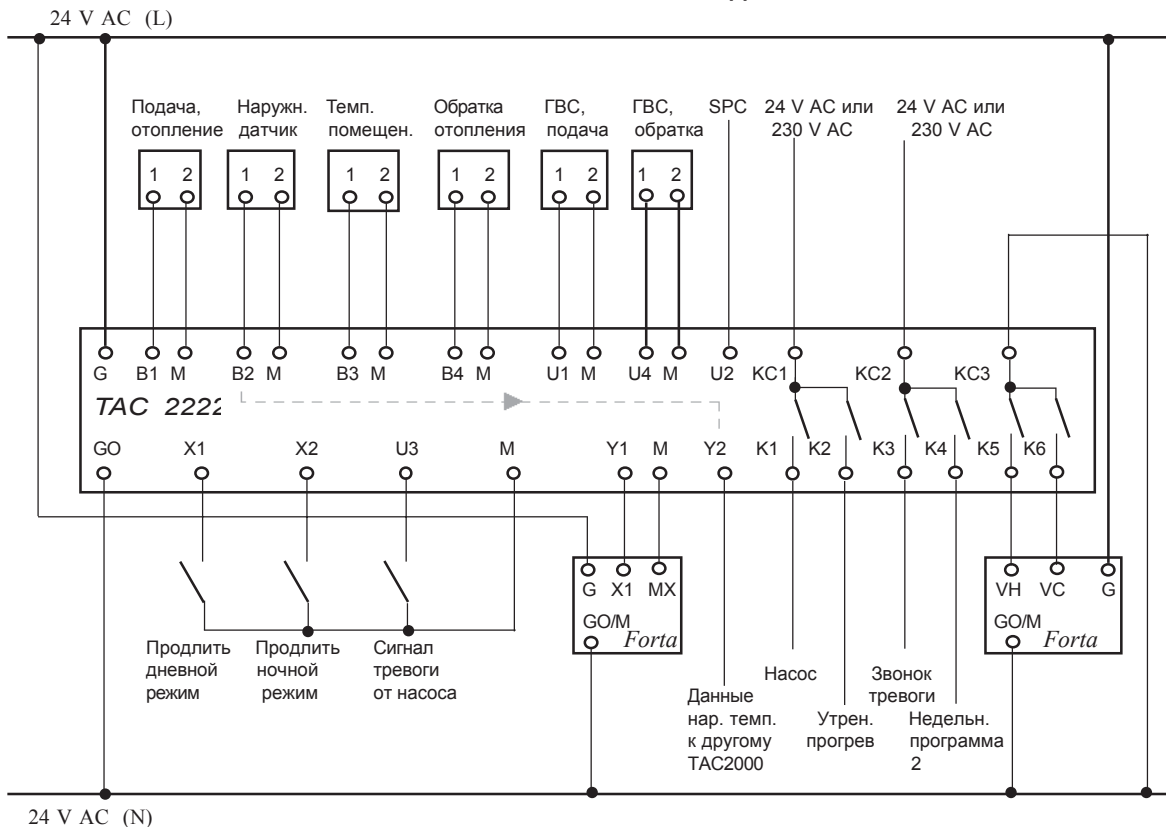 24 V AC (L)
Подача, отопление
Наружн. датчик
Темп. помещен.
Обратка отопления
ГВС, подача
ГВС, обратка
SPC
24 V AC или 230 V AC
24 V AC или 230 V AC
1 2
1 2
1 2
1 2
1 2
1 2
G B1 M B2 M B3 M B4 M U1 M U4 M U2 KC1 KC2 KC3
TAC 2222
GO X1 X2 U3 M Y1 M Y2 K1 K2 K3 K4 K5 K6
G X1 MX
GO/M
Forta
VH VC G
GO/M
Forta
Продлить дневной режим
Продлить ночной режим
Сигнал тревоги от насоса
Данные нар. темп. к другому TAC2000
Насос
Утрен. прогрев
Звонок тревоги
Недельн. программа 2
24 V AC (N)